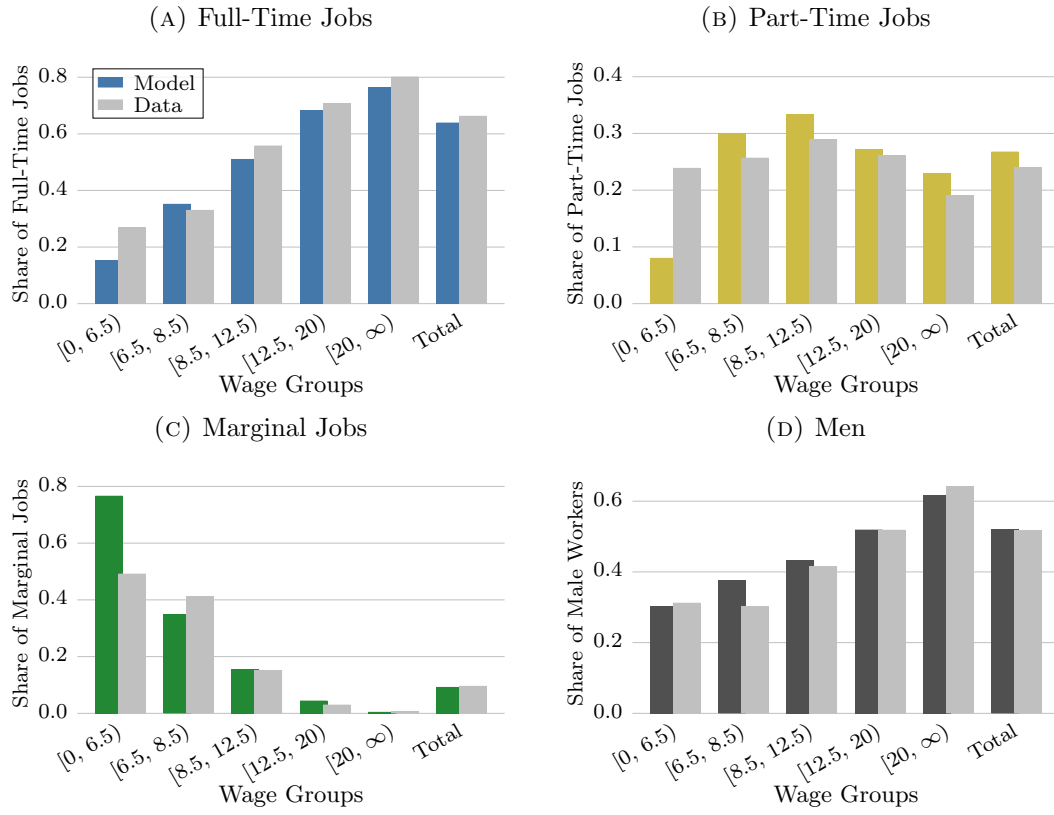 (A) Full-Time Jobs
Share of Full-Time Jobs
0.8
0.6
0.4
0.2
0.0
Model
Data
[0, 6.5)
[6.5, 8.5)
[8.5, 12.5)
[12.5, 20)
[20, ∞)
Total
Wage Groups
(B) Part-Time Jobs
Share of Part-Time Jobs
0.4
0.3
0.2
0.1
0.0
[0, 6.5)
[6.5, 8.5)
[8.5, 12.5)
[12.5, 20)
[20, ∞)
Total
Wage Groups
(C) Marginal Jobs
Share of Marginal Jobs
0.8
0.6
0.4
0.2
0.0
[0, 6.5)
[6.5, 8.5)
[8.5, 12.5)
[12.5, 20)
[20, ∞)
Total
Wage Groups
(D) Men
Share of Male Workers
0.6
0.4
0.2
0.0
[0, 6.5)
[6.5, 8.5)
[8.5, 12.5)
[12.5, 20)
[20, ∞)
Total
Wage Groups